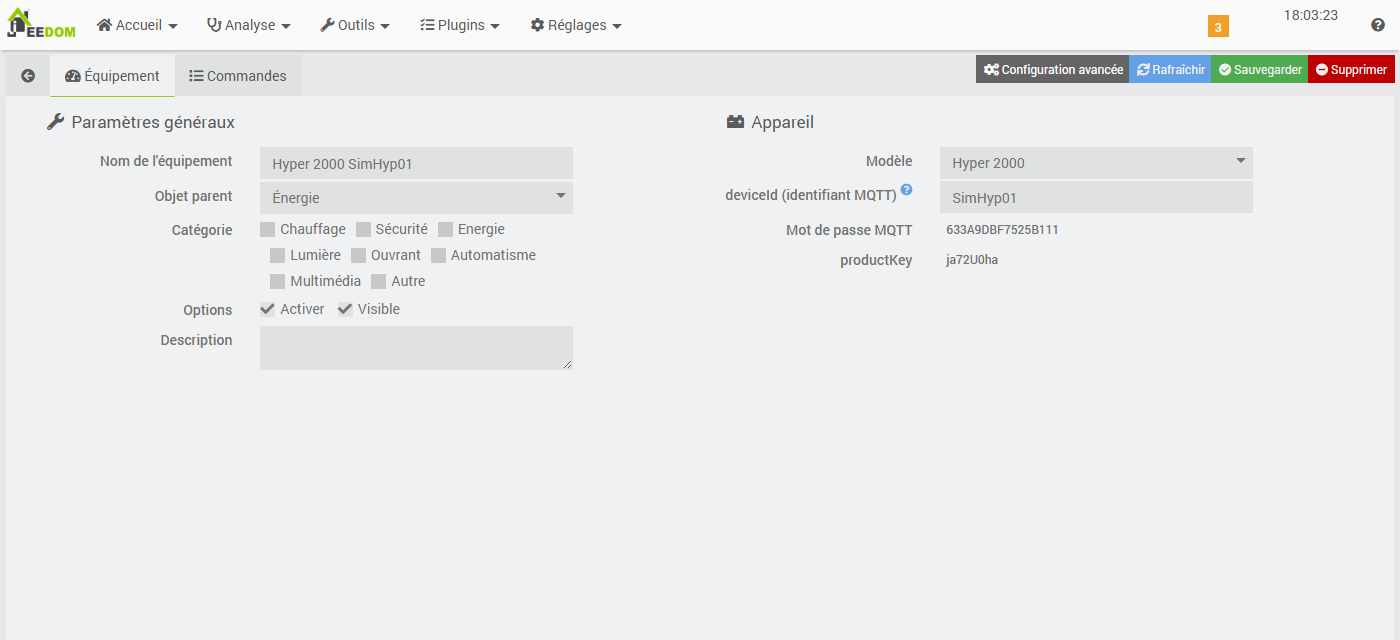 JEEDOM Accueil Analyse Outils Plugins Réglages 3 18:03:23
Équipement Commandes Configuration avancée Rafraîchir Sauvegarder Supprimer
Paramètres généraux
Nom de l'équipement Hyper 2000 SimHyp01
Objet parent Énergie
Catégorie Chauffage Sécurité Energie
Lumière Ouvrant Automatisme
Multimédia Autre
Options Activer Visible
Description
Appareil
Modèle Hyper 2000
deviceId (identifiant MQTT) SimHyp01
Mot de passe MQTT 633A9DBF7525B111
productKey ja72U0ha